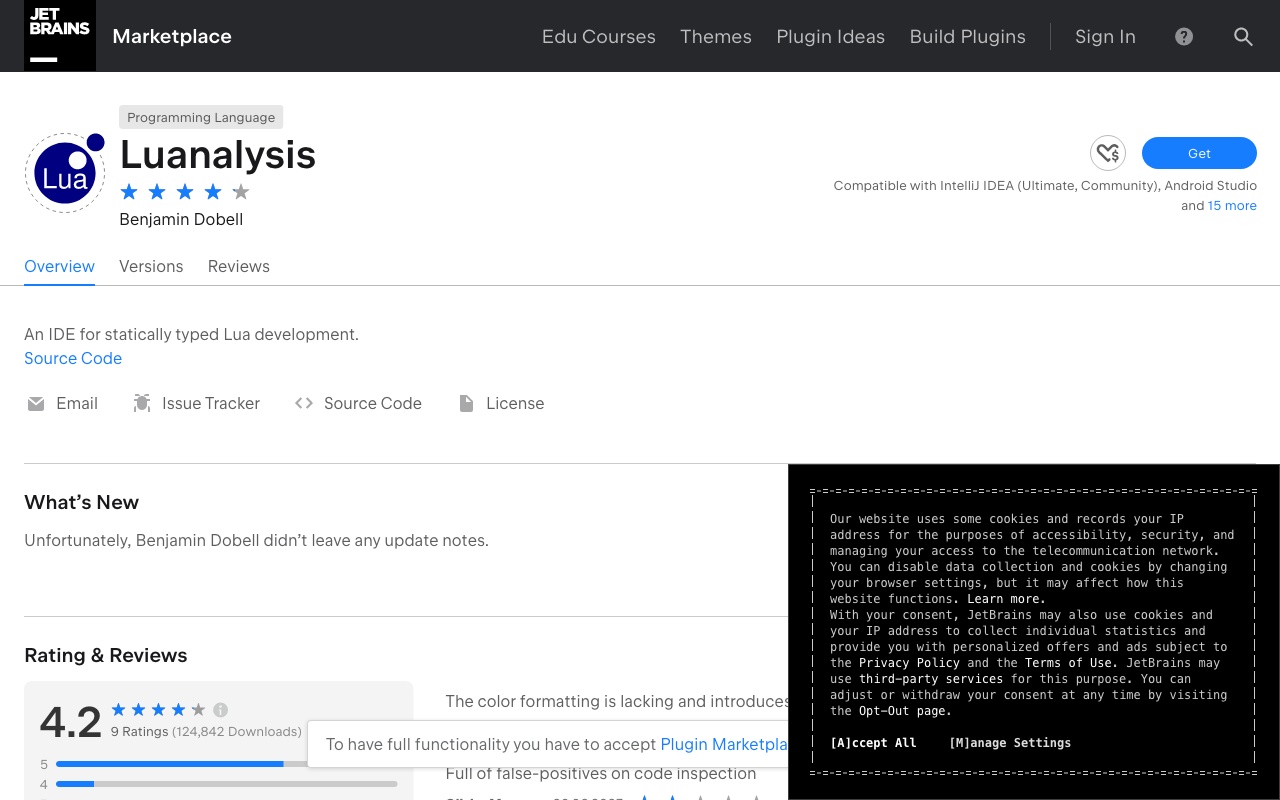 JET
BRAINS
Marketplace
Edu Courses
Themes
Plugin Ideas
Build Plugins
Sign In
?
Programming Language
Lua
Luanalysis
Benjamin Dobell
$
Get
Compatible with IntelliJ IDEA (Ultimate, Community), Android Studio
and 15 more
Overview
Versions
Reviews
An IDE for statically typed Lua development.
Source Code
Email
Issue Tracker
Source Code
License
What's New
Unfortunately, Benjamin Dobell didn't leave any update notes.
Rating & Reviews
4.2
9 Ratings (124,842 Downloads)
5
4
The color formatting is lacking and introduces
To have full functionality you have to accept Plugin Marketpla
Full of false-positives on code inspection
Our website uses some cookies and records your IP
address for the purposes of accessibility, security, and
managing your access to the telecommunication network.
You can disable data collection and cookies by changing
your browser settings, but it may affect how this
website functions. Learn more.
With your consent, JetBrains may also use cookies and
your IP address to collect individual statistics and
provide you with personalized offers and ads subject to
the Privacy Policy and the Terms of Use. JetBrains may
use third-party services for this purpose. You can
adjust or withdraw your consent at any time by visiting
the Opt-Out page.
[A]ccept All
[M]anage Settings